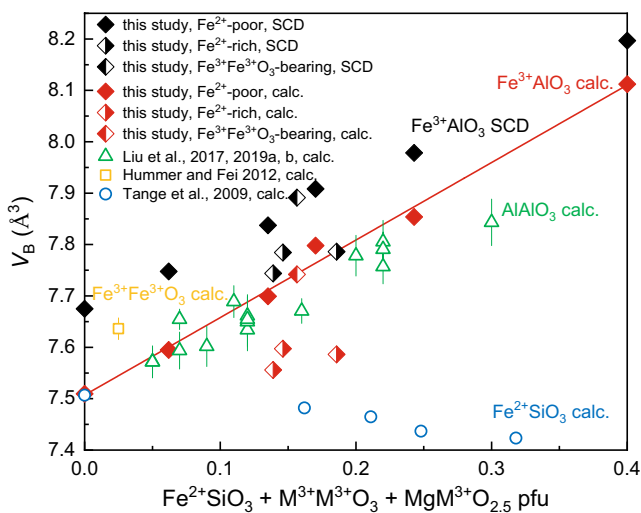 8.2
8.1
8.0
7.9
7.8
7.7
7.6
7.5
7.4
V_B (Å³)
this study, Fe²⁺-poor, SCD
this study, Fe²⁺-rich, SCD
this study, Fe³⁺Fe³⁺O₃-bearing, SCD
this study, Fe²⁺-poor, calc.
this study, Fe²⁺-rich, calc.
this study, Fe³⁺Fe³⁺O₃-bearing, calc.
Liu et al., 2017, 2019a, b, calc.
Hummer and Fei 2012, calc.
Tange et al., 2009, calc.
Fe³⁺AlO₃ calc.
Fe³⁺AlO₃ SCD
AlAlO₃ calc.
Fe³⁺Fe³⁺O₃ calc.
Fe²⁺SiO₃ calc.
0.0 0.1 0.2 0.3 0.4
Fe²⁺SiO₃ + M³⁺M³⁺O₃ + MgM³⁺O₂.₅ pfu